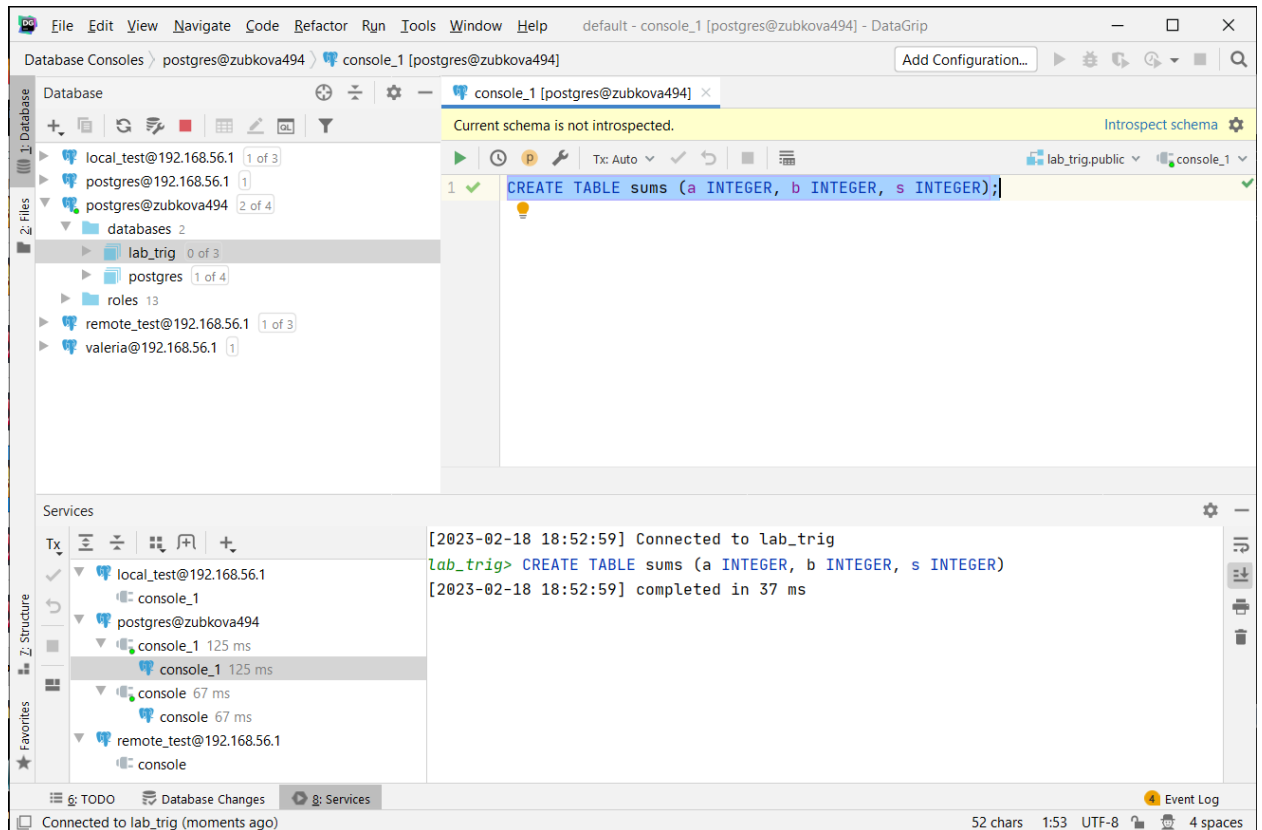 File Edit View Navigate Code Refactor Run Tools Window Help default - console_1 [postgres@zubkova494] - DataGrip
Database Consoles postgres@zubkova494 console_1 [postgres@zubkova494] Add Configuration...
1: Database
2: Files
Database
local_test@192.168.56.1 1 of 3
postgres@192.168.56.1 1
postgres@zubkova494 2 of 4
databases 2
lab_trig 0 of 3
postgres 1 of 4
roles 13
remote_test@192.168.56.1 1 of 3
valeria@192.168.56.1 1
console_1 [postgres@zubkova494]
Current schema is not introspected. Introspect schema
Tx: Auto lab_trig.public console_1
1 CREATE TABLE sums (a INTEGER, b INTEGER, s INTEGER);
Z: Structure
Favorites
Services
Tx
local_test@192.168.56.1
console_1
postgres@zubkova494
console_1 125 ms
console_1 125 ms
console 67 ms
console 67 ms
remote_test@192.168.56.1
console
[2023-02-18 18:52:59] Connected to lab_trig
lab_trig> CREATE TABLE sums (a INTEGER, b INTEGER, s INTEGER)
[2023-02-18 18:52:59] completed in 37 ms
6: TODO Database Changes 8: Services 4 Event Log
Connected to lab_trig (moments ago) 52 chars 1:53 UTF-8 4 spaces